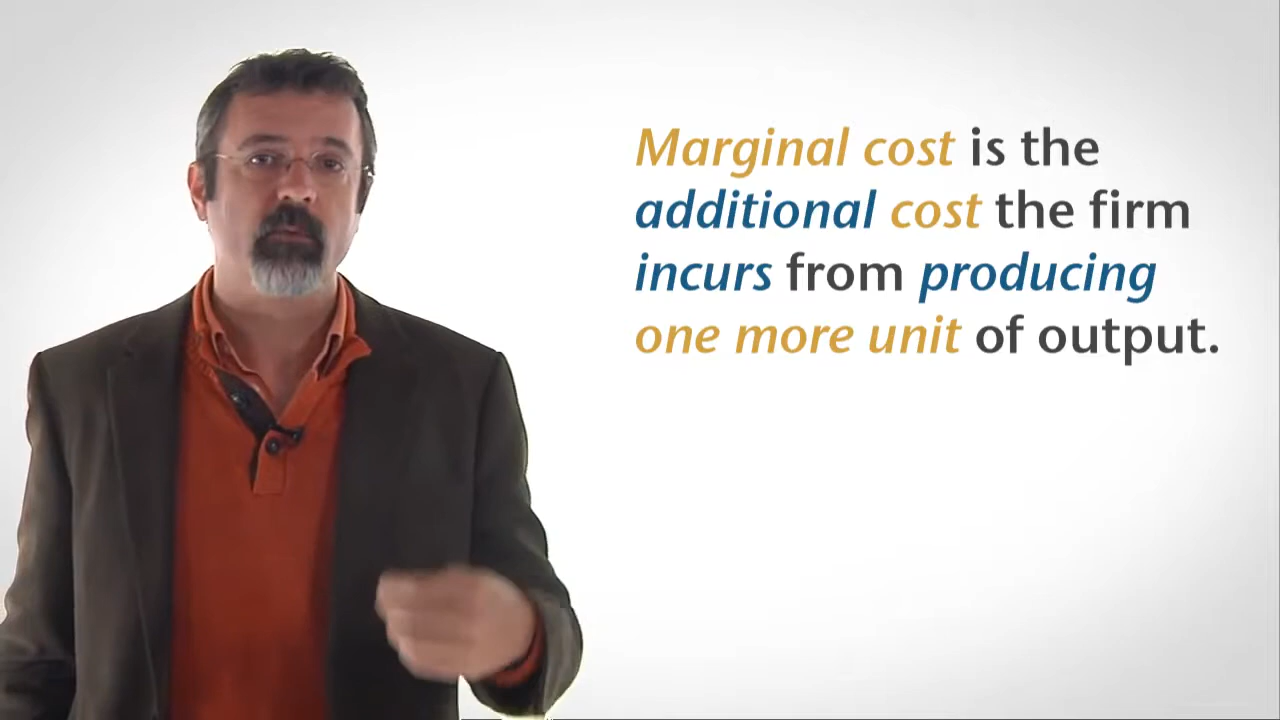 Marginal cost is the
additional cost the firm
incurs from producing
one more unit of output.